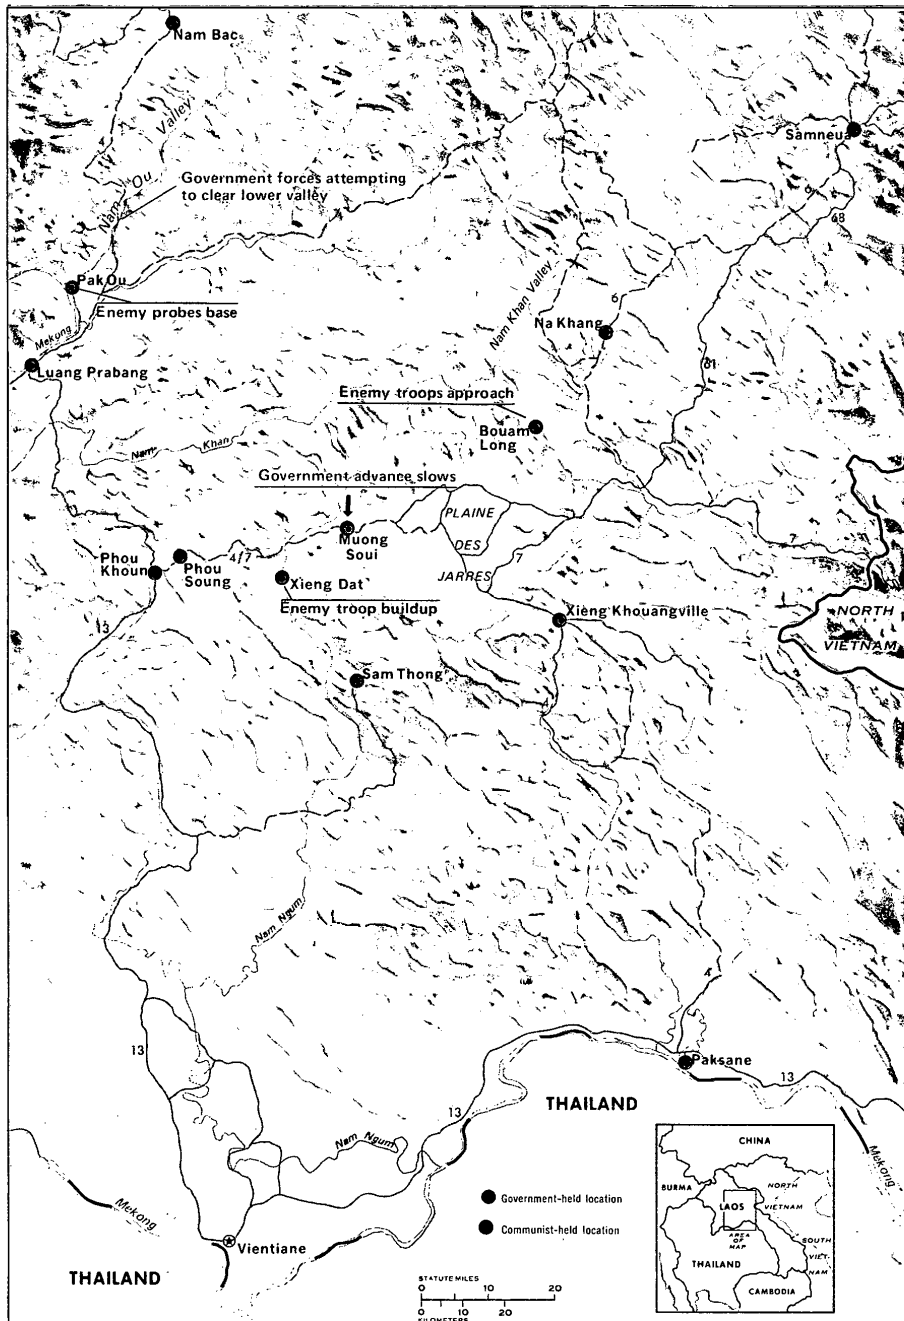 Nam Bac
Valley
Samneua
Government forces attempting
to clear lower valley
Nam Ou
6
68
Pak Ou
Enemy probes base
Nam Khan Valley
6
Na Khang
Mekong
Luang Prabang
61
Enemy troops approach
Bouam
Long
Nam Khan
Government advance slows
PLAINE
DES
JARRES
Muong
Soui
7
4/7
7
Phou
Khoun
Phou
Soung
Xieng Dat
Enemy troop buildup
Xieng Khouangville
13
NORTH
VIETNAM
Sam Thong
Nam Ngum
4
13
Paksane
13
THAILAND
13
Nam Ngum
Mekong
Mekong
Vientiane
THAILAND
Government-held location
Communist-held location
STATUTE MILES
0 10 20
0 10 20
KILOMETERS
CHINA
BURMA
NORTH
VIETNAM
LAOS
AREA
OF
MAP
SOUTH
VIET-
NAM
THAILAND
CAMBODIA